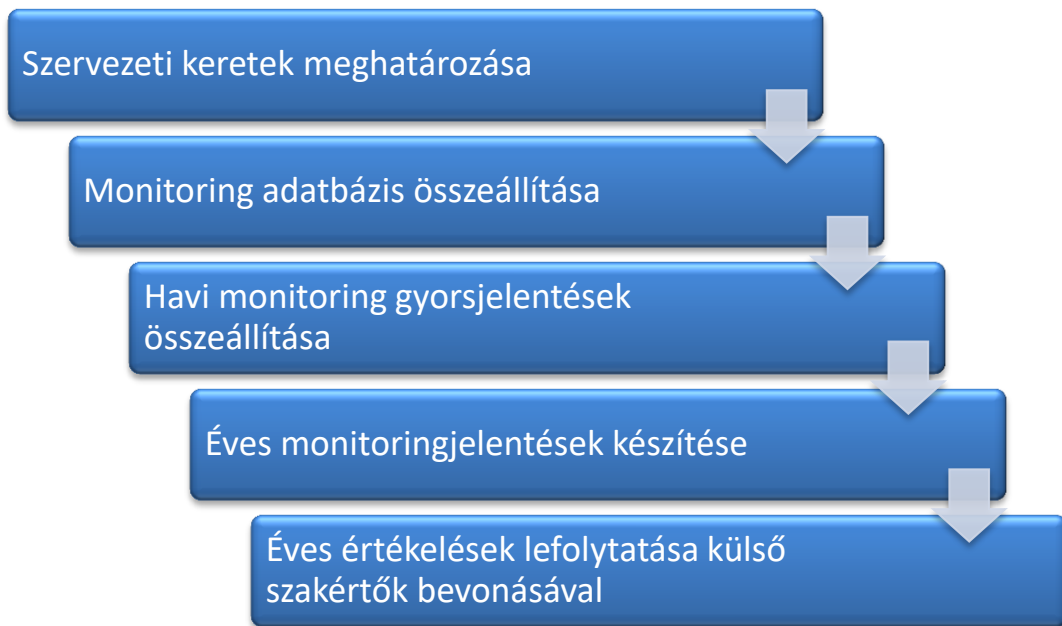 Szervezeti keretek meghatározása
Monitoring adatbázis összeállítása
Havi monitoring gyorsjelentések
összeállítása
Éves monitoringjelentések készítése
Éves értékelések lefolytatása külső
szakértők bevonásával